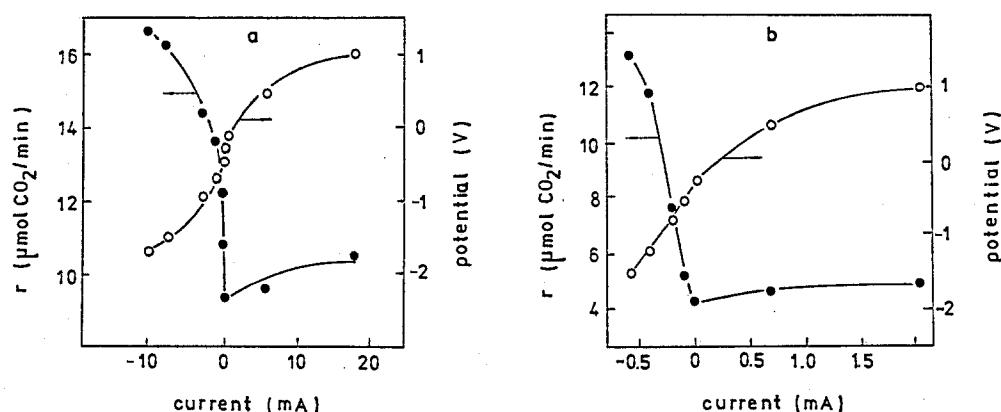 a
16
14
12
10
r (μmol CO₂/min)
1
0
-1
-2
potential (V)
-10 0 10 20
current (mA)
b
12
10
8
6
4
r (μmol CO₂/min)
1
0
-1
-2
potential (V)
-0.5 0 0.5 1.0 1.5
current (mA)